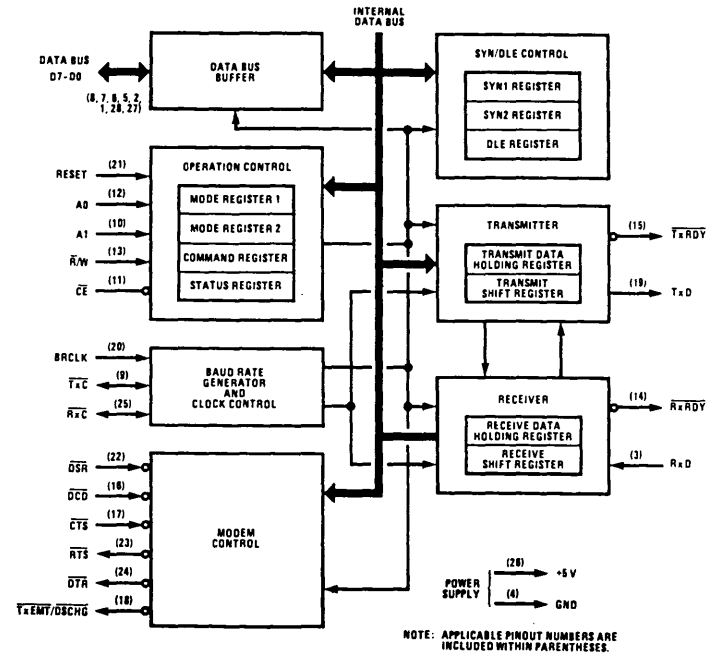 INTERNAL
DATA BUS
DATA BUS
D7-D0
(8, 7, 6, 5, 2,
1, 28, 27)
DATA BUS
BUFFER
SYN/DLE CONTROL
SYN1 REGISTER
SYN2 REGISTER
DLE REGISTER
RESET
(21)
A0
(12)
A1
(10)
R̅/W
(13)
C̅E̅
(11)
OPERATION CONTROL
MODE REGISTER 1
MODE REGISTER 2
COMMAND REGISTER
STATUS REGISTER
TRANSMITTER
TRANSMIT DATA
HOLDING REGISTER
TRANSMIT
SHIFT REGISTER
(15)
T̅x̅R̅D̅Y̅
(19)
TxD
BRCLK
(20)
T̅x̅C̅
(9)
R̅x̅C̅
(25)
BAUD RATE
GENERATOR
AND
CLOCK CONTROL
RECEIVER
RECEIVE DATA
HOLDING REGISTER
RECEIVE
SHIFT REGISTER
(14)
R̅x̅R̅D̅Y̅
(3)
RxD
D̅S̅R̅
(22)
D̅C̅D̅
(16)
C̅T̅S̅
(17)
R̅T̅S̅
(23)
D̅T̅R̅
(24)
T̅x̅E̅M̅T̅/D̅S̅C̅H̅G̅
(18)
MODEM
CONTROL
POWER
SUPPLY
(26)
+5 V
(4)
GND
NOTE: APPLICABLE PINOUT NUMBERS ARE
INCLUDED WITHIN PARENTHESES.